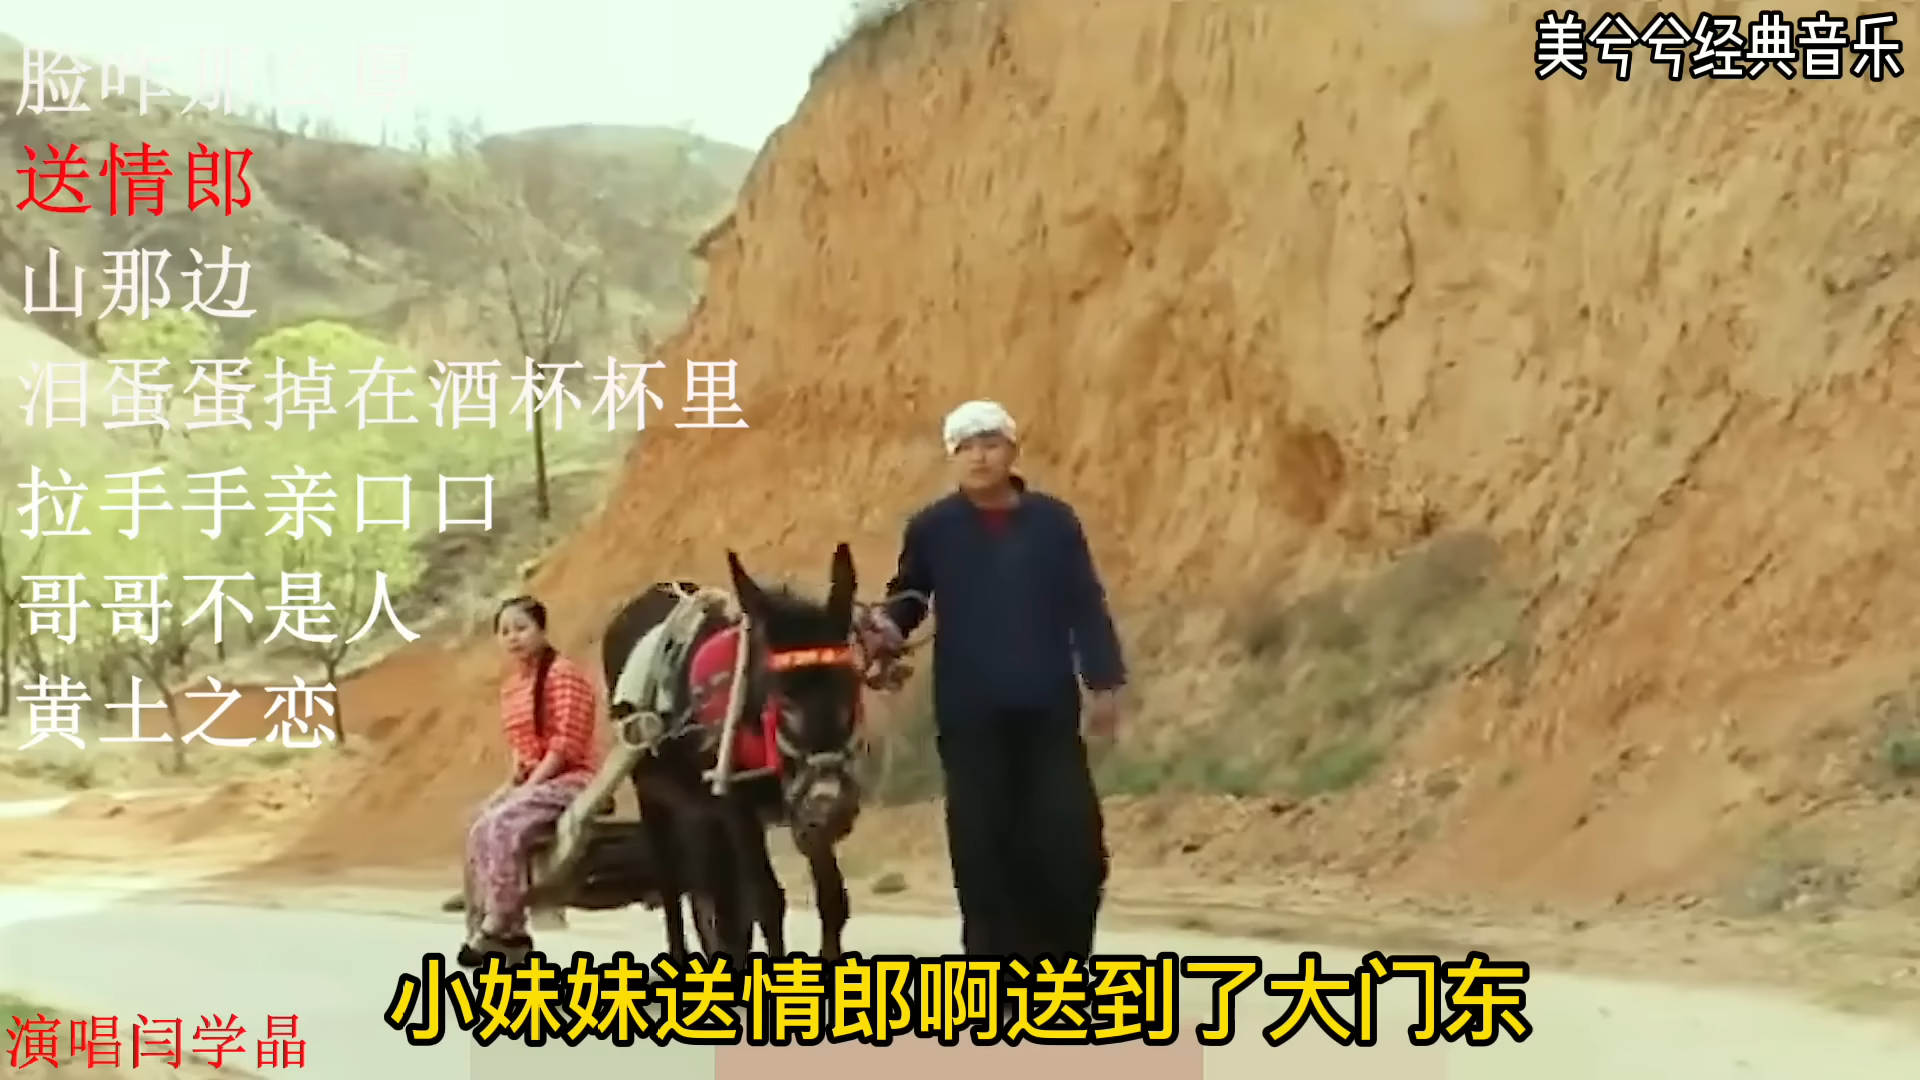 美兮兮经典音乐
脸咋那么厚
送情郎
山那边
泪蛋蛋掉在酒杯杯里
拉手手亲口口
哥哥不是人
黄土之恋
小妹妹送情郎啊送到了大门东
演唱闫学晶